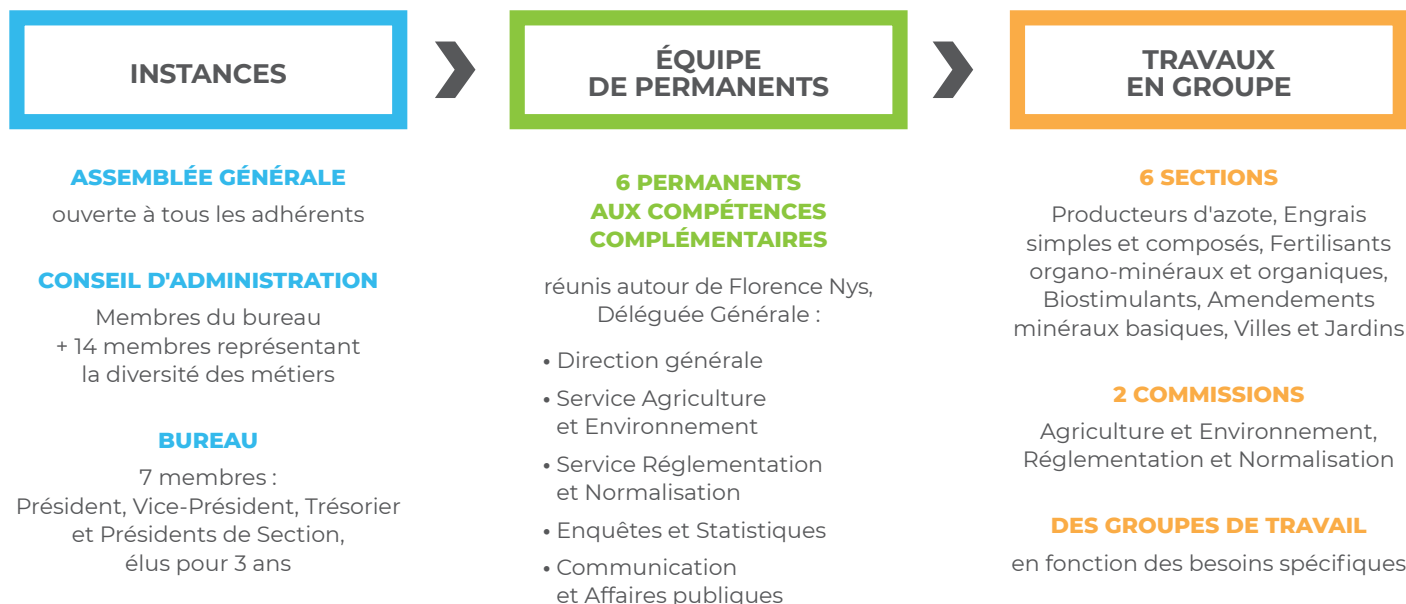 INSTANCES
ASSEMBLÉE GÉNÉRALE
ouverte à tous les adhérents
CONSEIL D'ADMINISTRATION
Membres du bureau
+ 14 membres représentant
la diversité des métiers
BUREAU
7 membres :
Président, Vice-Président, Trésorier
et Présidents de Section,
élus pour 3 ans
ÉQUIPE
DE PERMANENTS
6 PERMANENTS
AUX COMPÉTENCES
COMPLÉMENTAIRES
réunis autour de Florence Nys,
Déléguée Générale :
• Direction générale
• Service Agriculture
et Environnement
• Service Réglementation
et Normalisation
• Enquêtes et Statistiques
• Communication
et Affaires publiques
TRAVAUX
EN GROUPE
6 SECTIONS
Producteurs d'azote, Engrais
simples et composés, Fertilisants
organo-minéraux et organiques,
Biostimulants, Amendements
minéraux basiques, Villes et Jardins
2 COMMISSIONS
Agriculture et Environnement,
Réglementation et Normalisation
DES GROUPES DE TRAVAIL
en fonction des besoins spécifiques